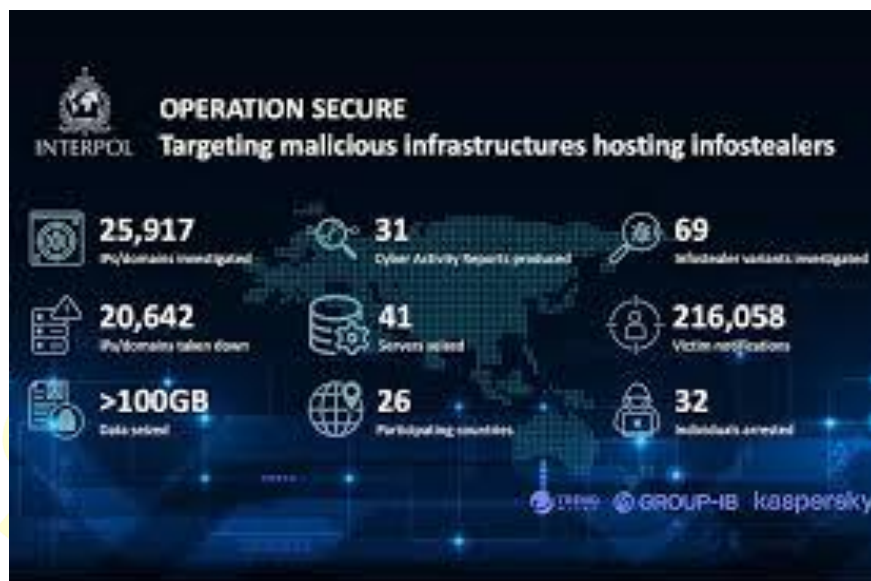 OPERATION SECURE
INTERPOL
Targeting malicious infrastructures hosting infostealers
25,917
IPs/domains investigated
31
Cyber Activity Reports produced
69
Infostealer variants investigated
20,642
IPs/domains taken down
41
Servers seized
216,058
Victim notifications
>100GB
Data seized
26
Participating countries
32
Individuals arrested
GROUP-IB
kaspersky